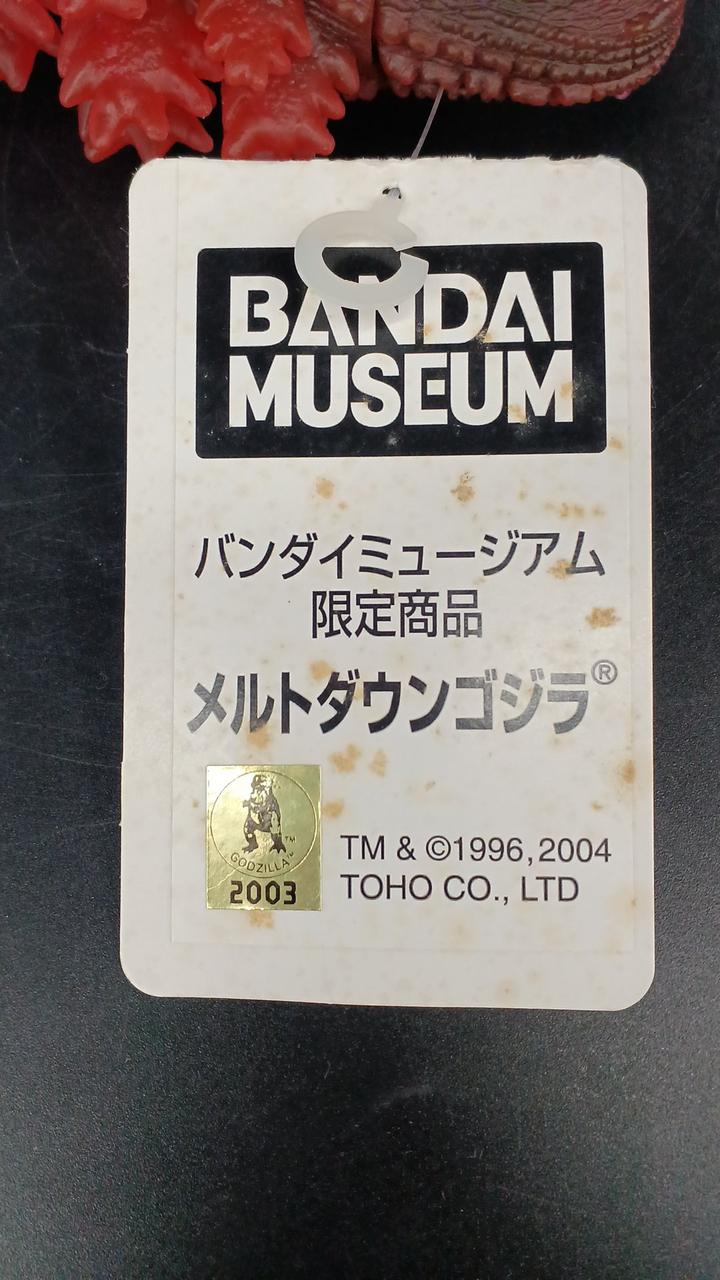 BANDAI
MUSEUM
バンダイミュージアム
限定商品
メルトダウンゴジラ®
GODZILLA™
2003
TM & ©1996,2004
TOHO CO., LTD